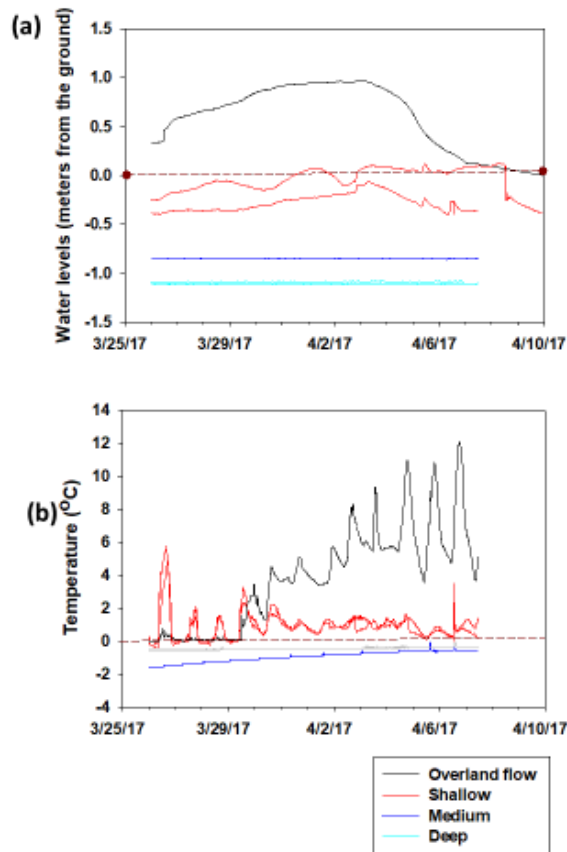 (a)
Water levels (meters from the ground)
1.5
1.0
0.5
0.0
-0.5
-1.0
-1.5
3/25/17 3/29/17 4/2/17 4/6/17 4/10/17
(b)
Temperature (⁰C)
14
12
10
8
6
4
2
0
-2
-4
3/25/17 3/29/17 4/2/17 4/6/17 4/10/17
Overland flow
Shallow
Medium
Deep